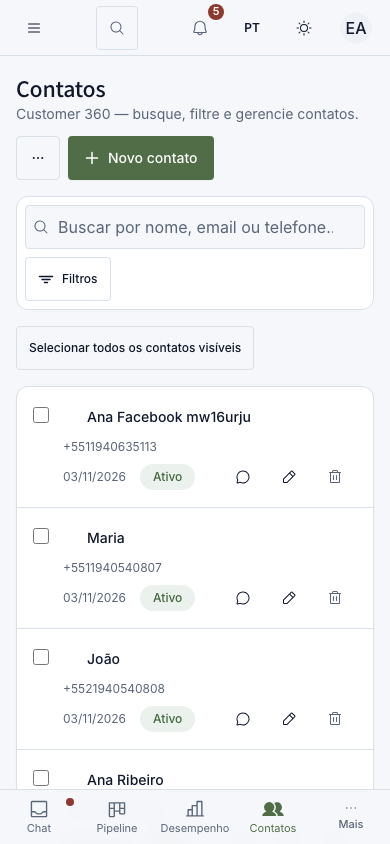 5
PT
EA
Contatos
Customer 360 — busque, filtre e gerencie contatos.
... + Novo contato
Buscar por nome, email ou telefone..
Filtros
Selecionar todos os contatos visíveis
Ana Facebook mw16urju
+5511940635113
03/11/2026 Ativo
Maria
+5511940540807
03/11/2026 Ativo
João
+5521940540808
03/11/2026 Ativo
Ana Ribeiro
Chat Pipeline Desempenho Contatos Mais